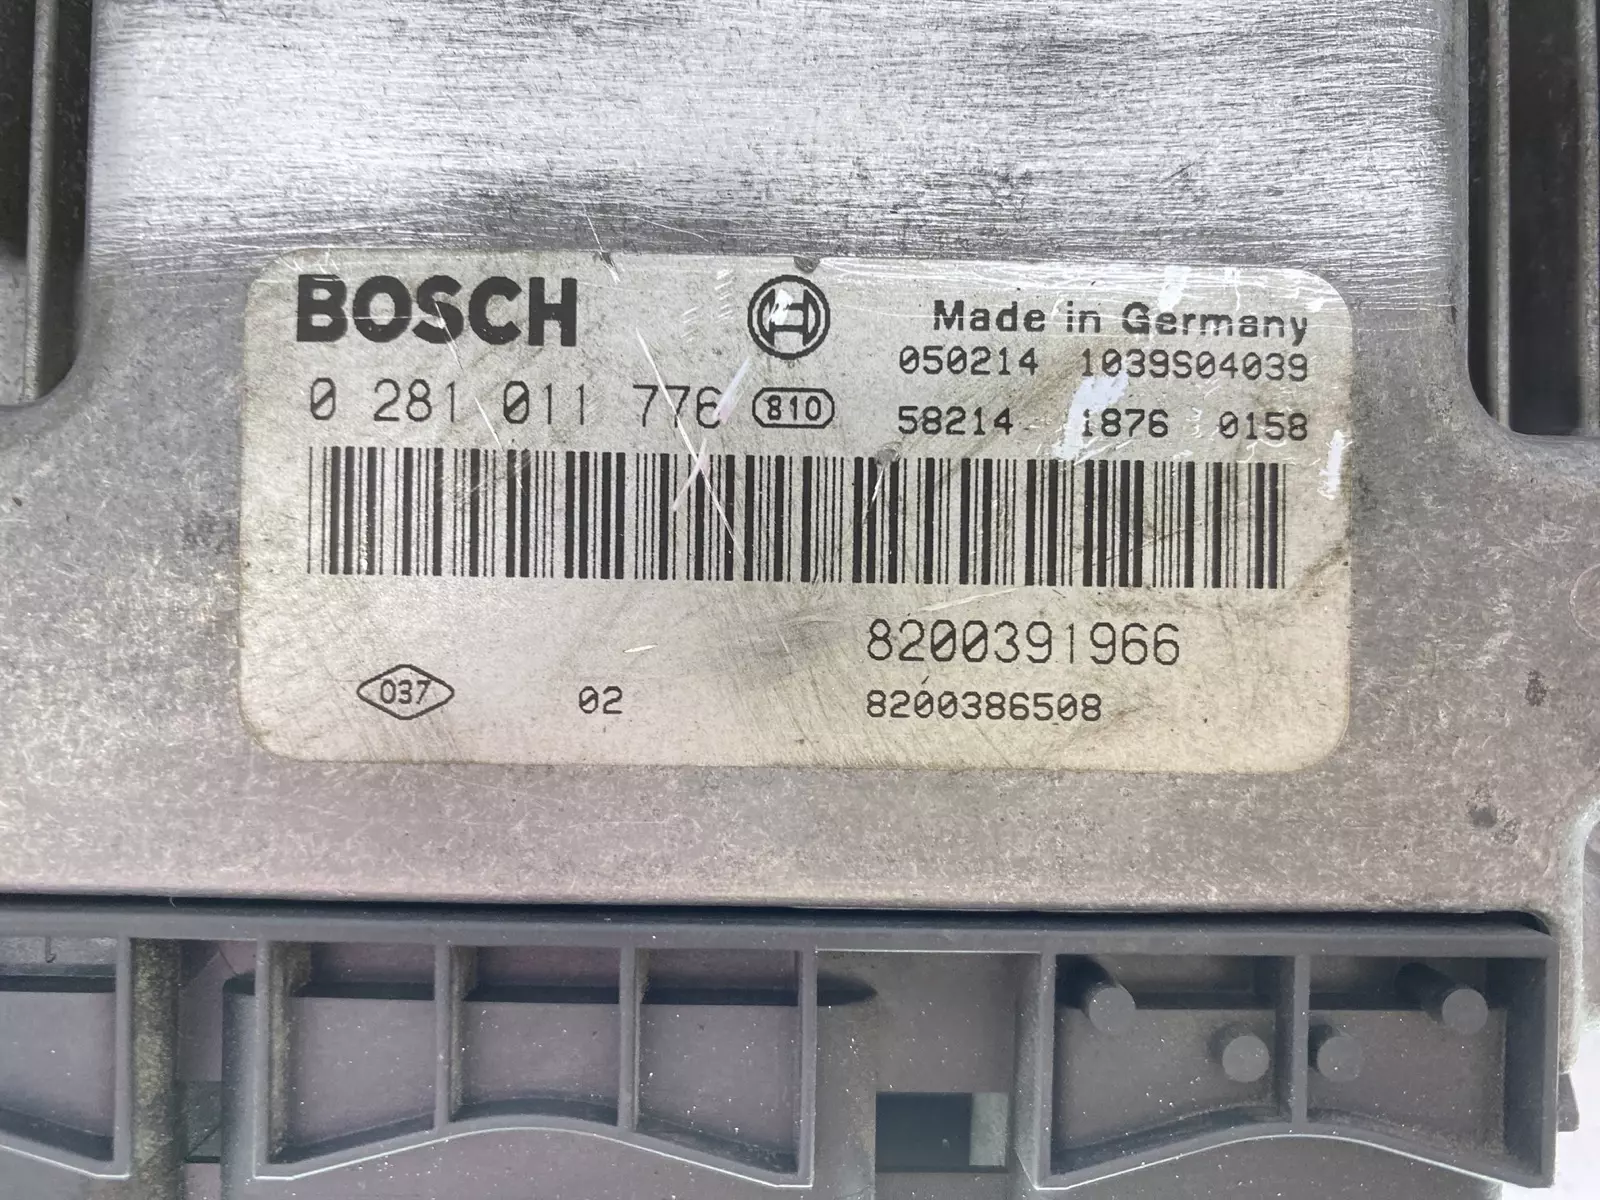 BOSCH
Made in Germany
050214 1039S04039
0 281 011 776 810
58214 1876 0158
8200391966
037 02 8200386508